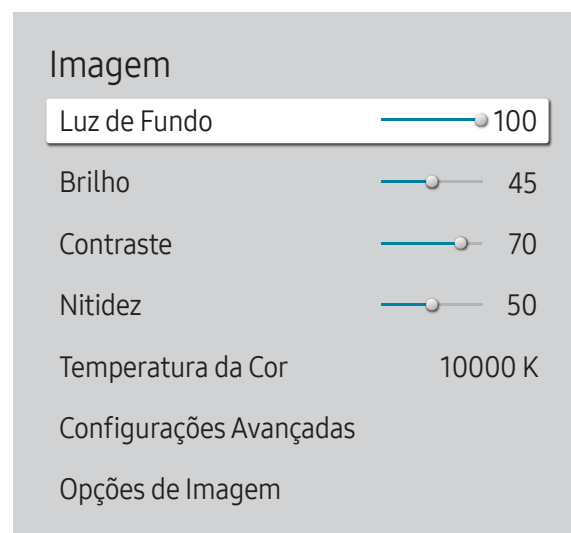 Imagem
Luz de Fundo 100
Brilho 45
Contraste 70
Nitidez 50
Temperatura da Cor 10000 K
Configurações Avançadas
Opções de Imagem